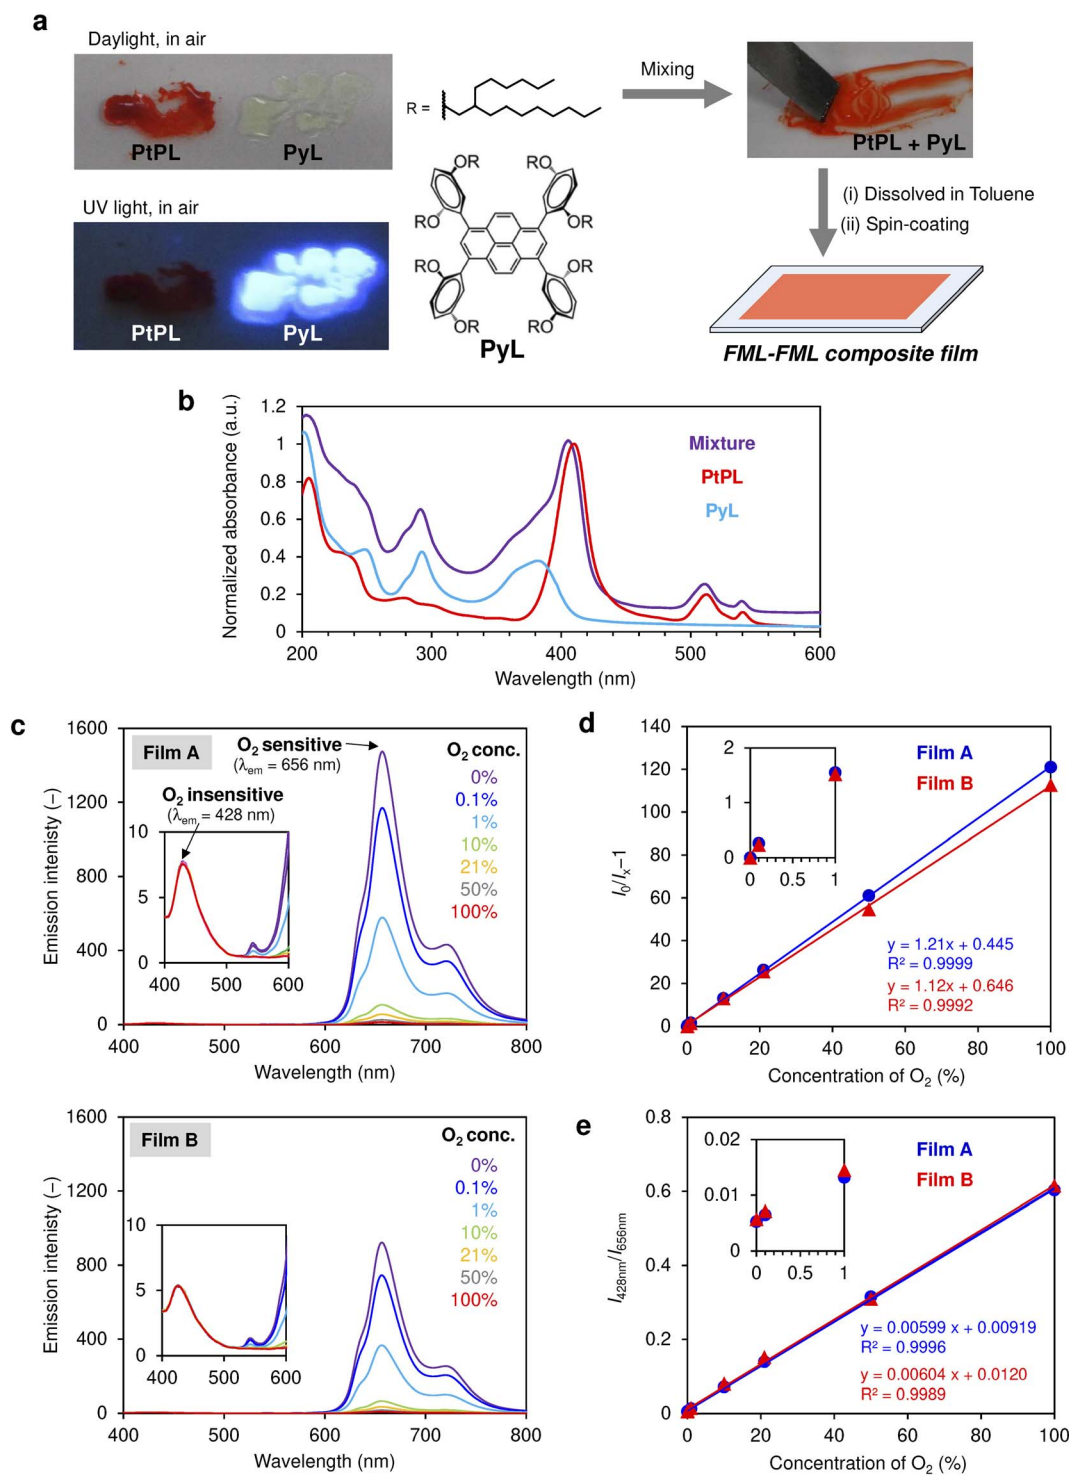 a
Daylight, in air
PtPL PyL
UV light, in air
PtPL PyL
R =
OR OR
OR OR
OR OR
OR OR
PyL
Mixing
PtPL + PyL
(i) Dissolved in Toluene
(ii) Spin-coating
FML-FML composite film
b
Normalized absorbance (a.u.)
1.2
1
0.8
0.6
0.4
0.2
0
200 300 400 500 600
Wavelength (nm)
Mixture
PtPL
PyL
c
Emission intenisty (−)
1600
1200
800
400
0
400 500 600 700 800
Wavelength (nm)
Film A
O₂ sensitive
(λem = 656 nm)
O₂ insensitive
(λem = 428 nm)
10
5
0
400 500 600
O₂ conc.
0%
0.1%
1%
10%
21%
50%
100%
Emission intenisty (−)
1600
1200
800
400
0
400 500 600 700 800
Wavelength (nm)
Film B
10
5
0
400 500 600
O₂ conc.
0%
0.1%
1%
10%
21%
50%
100%
d
I₀/Iₓ−1
140
120
100
80
60
40
20
0
0 20 40 60 80 100
Concentration of O₂ (%)
2
1
0
0 0.5 1
Film A
Film B
y = 1.21x + 0.445
R² = 0.9999
y = 1.12x + 0.646
R² = 0.9992
e
I428nm/I656nm
0.8
0.6
0.4
0.2
0
0 20 40 60 80 100
Concentration of O₂ (%)
0.02
0.01
0
0 0.5 1
Film A
Film B
y = 0.00599 x + 0.00919
R² = 0.9996
y = 0.00604 x + 0.0120
R² = 0.9989